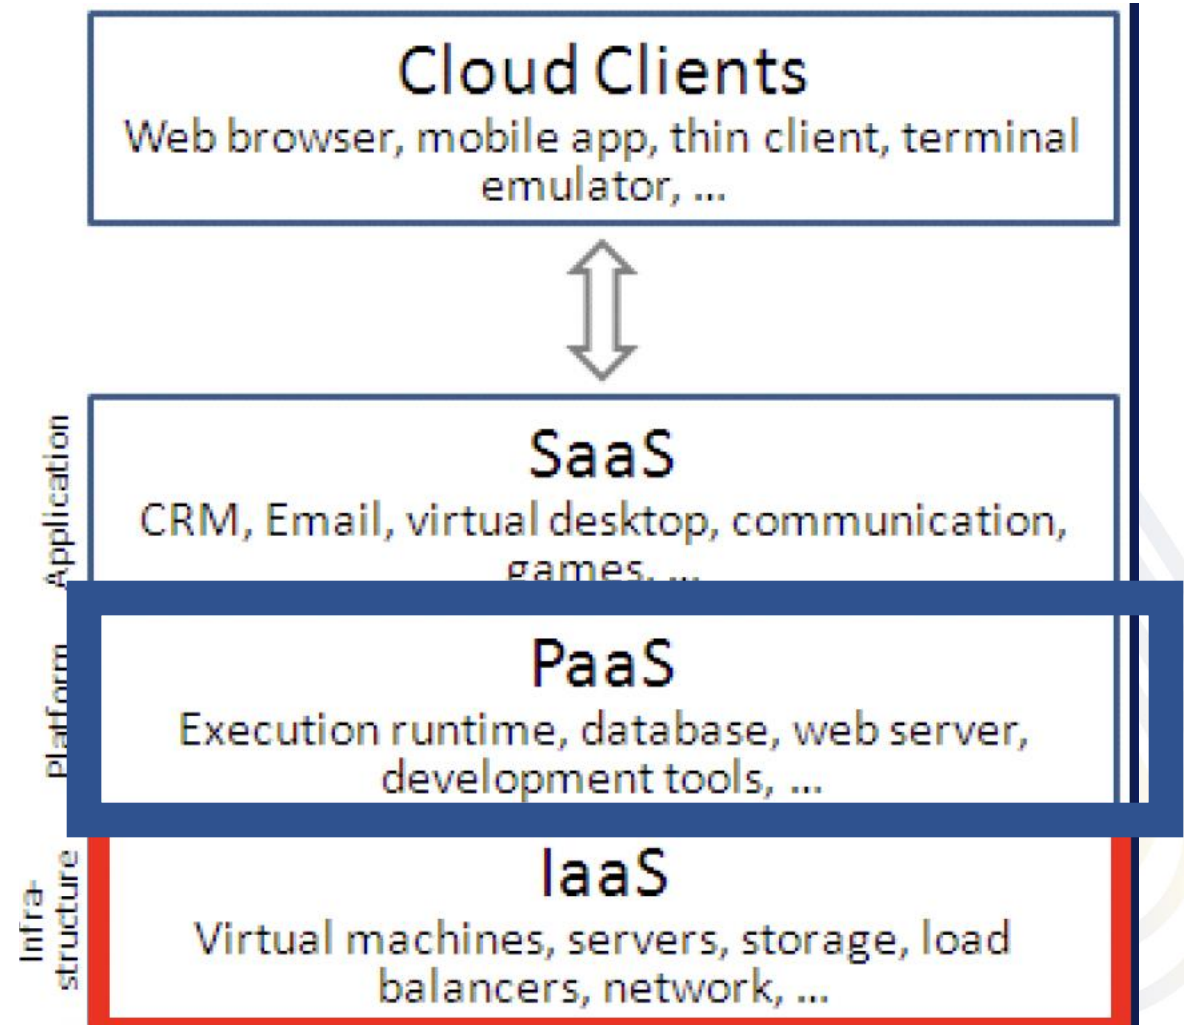 Cloud Clients
Web browser, mobile app, thin client, terminal
emulator, ...
Application
SaaS
CRM, Email, virtual desktop, communication,
games, ...
Platform
PaaS
Execution runtime, database, web server,
development tools, ...
Infra-
structure
IaaS
Virtual machines, servers, storage, load
balancers, network, ...